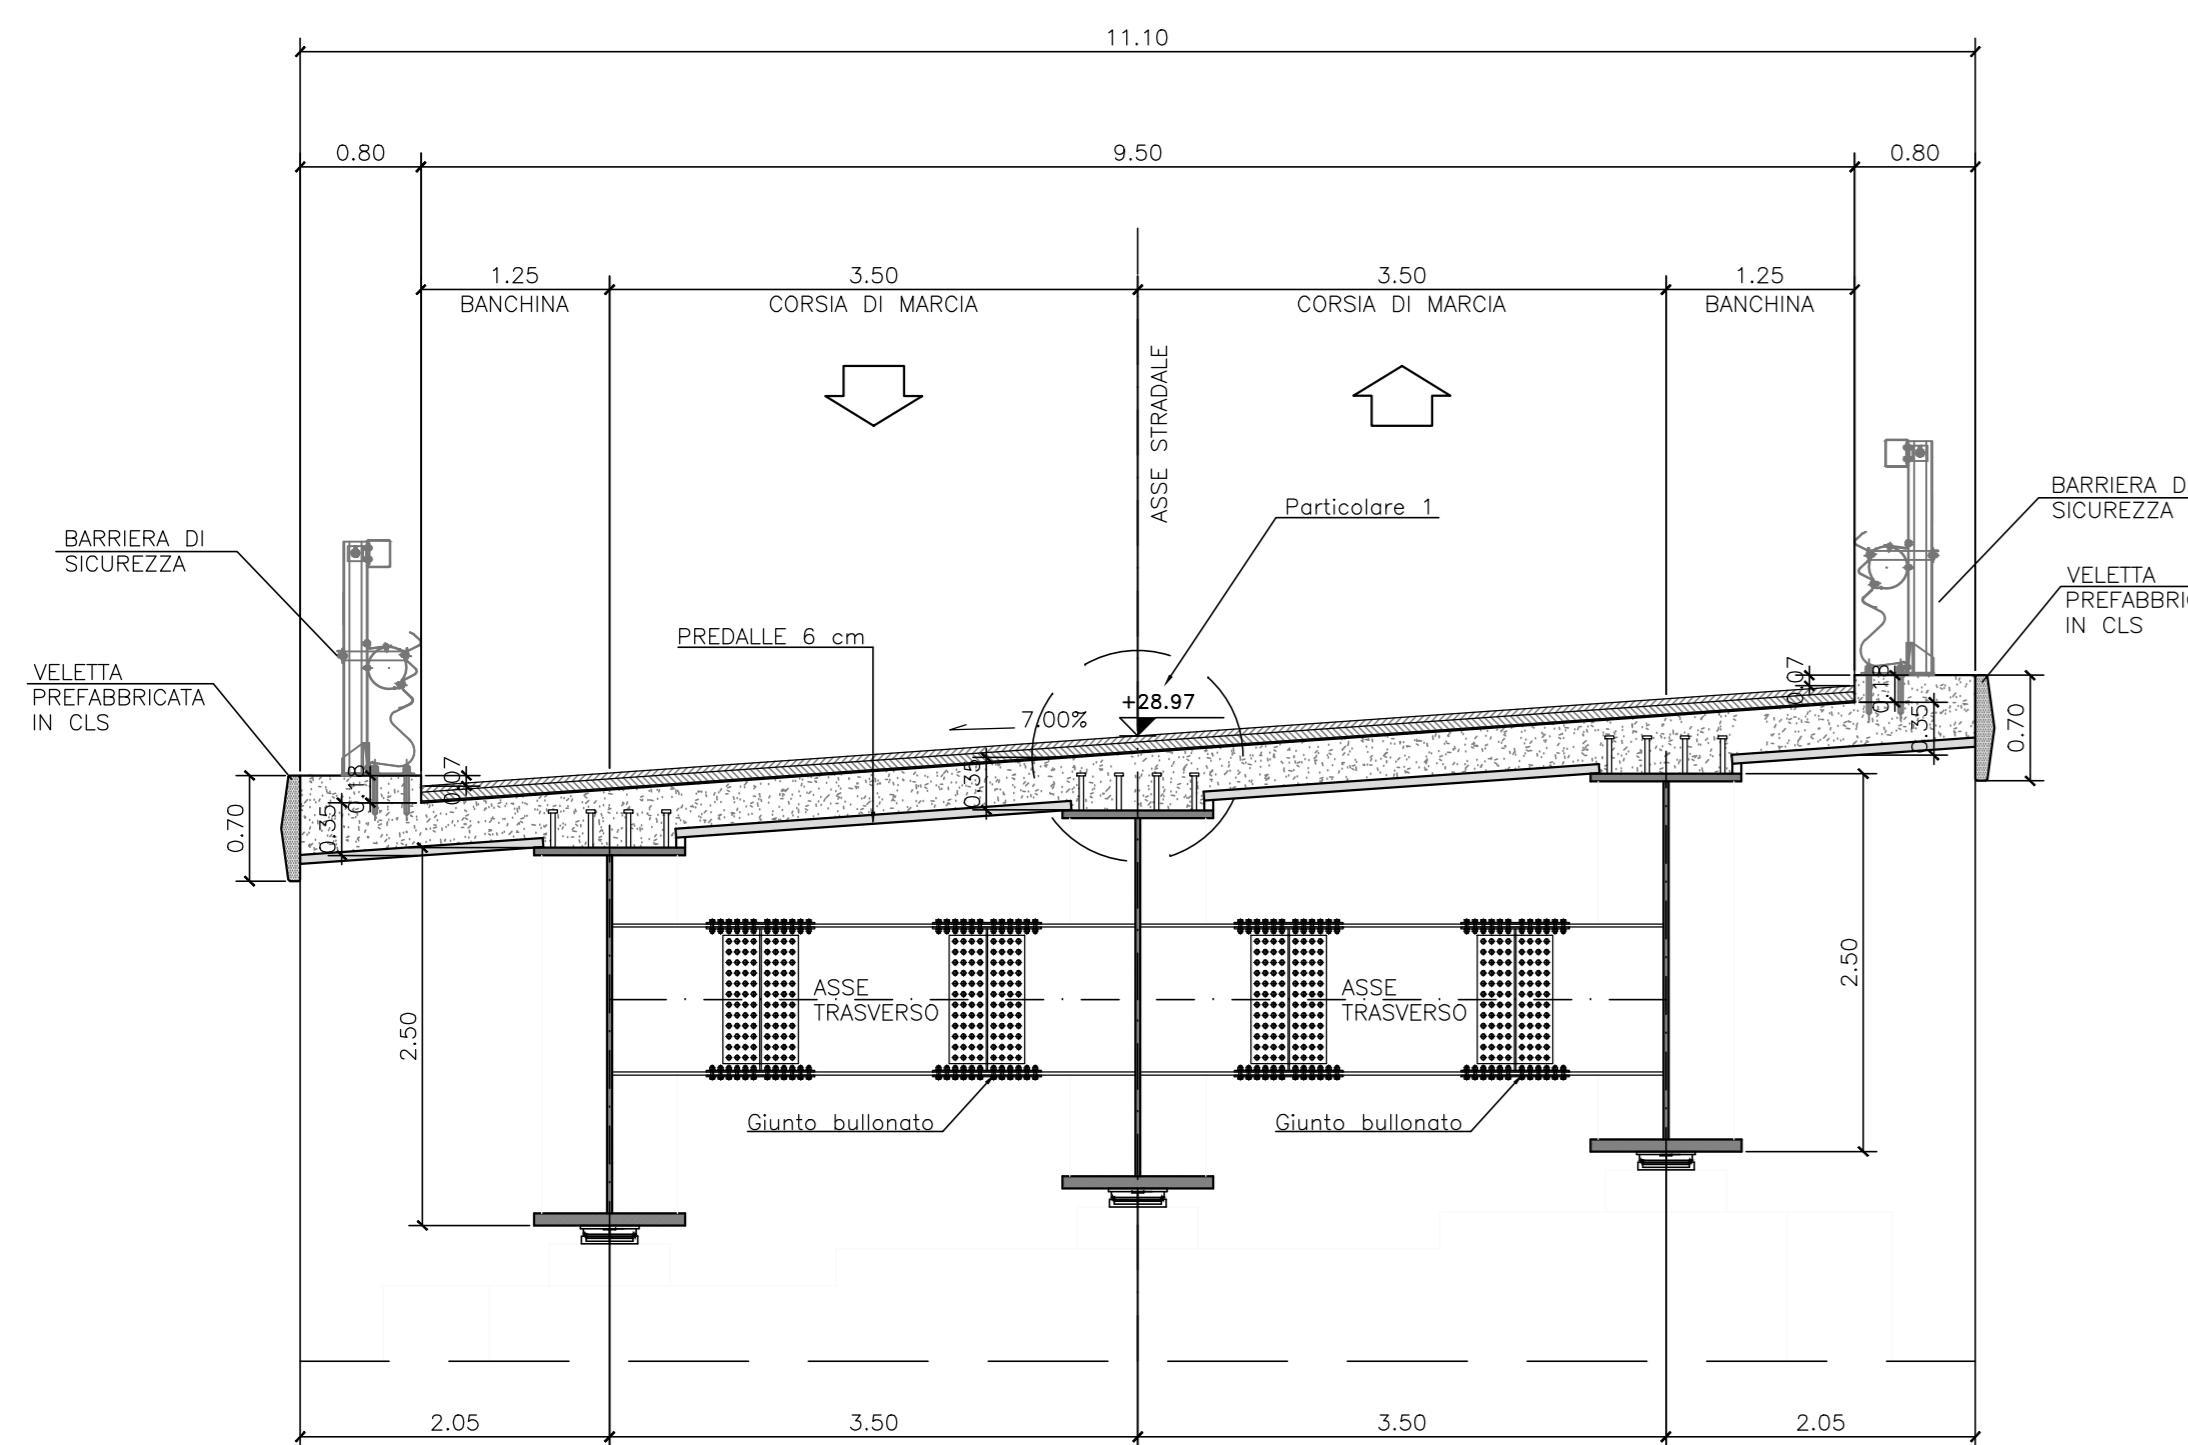 11.10
0.80
9.50
0.80
1.25
3.50
3.50
1.25
BANCHINA
CORSIA DI MARCIA
CORSIA DI MARCIA
BANCHINA
ASSE STRADALE
Particolare 1
BARRIERA D
SICUREZZA
BARRIERA DI
SICUREZZA
VELETTA
PREFABBRI
IN CLS
PREDALLE 6 cm
VELETTA
PREFABBRICATA
IN CLS
+28.97
7.00%
0.07
0.18
0.35
0.70
0.07
0.18
0.35
0.70
0.35
2.50
2.50
ASSE
TRASVERSO
ASSE
TRASVERSO
Giunto bullonato
Giunto bullonato
2.05
3.50
3.50
2.05